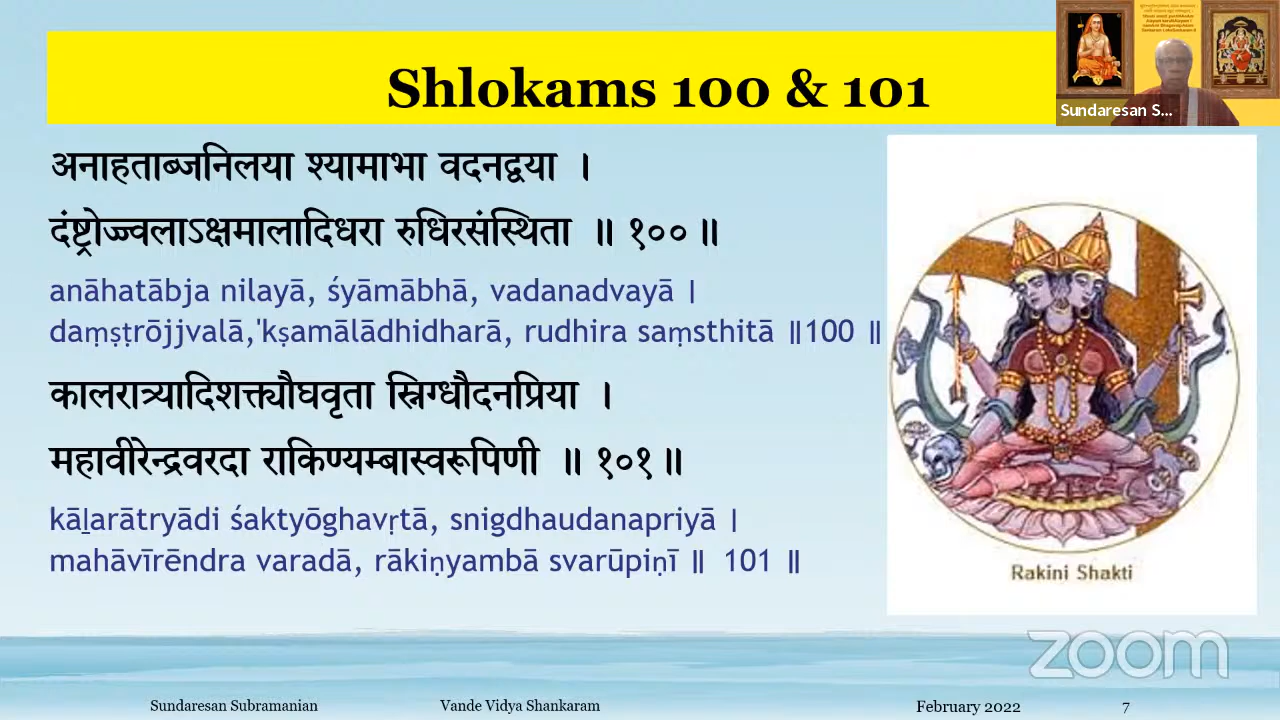 Shlokams 100 & 101
Sundaresan S...
अनाहताब्जनिलया श्यामाभा वदनद्वया ।
दंष्ट्रोज्ज्वलाऽक्षमालादिधरा रुधिरसंस्थिता ॥ १०० ॥
anāhatābja nilayā, śyāmābhā, vadanadvayā |
daṃṣṭrōjjvalā,'kṣamālādhidharā, rudhira saṃsthitā ॥100 ॥
कालरात्र्यादिशक्त्यौघवृता स्निग्धौदनप्रिया ।
महावीरेन्द्रवरदा राकिण्यम्बास्वरूपिणी ॥ १०१ ॥
kāḻarātryādi śaktyōghavṛtā, snigdhaudanapriyā |
mahāvīrēndra varadā, rākiṇyambā svarūpiṇī ॥ 101 ॥
Rakini Shakti
zoom
Sundaresan Subramanian Vande Vidya Shankaram February 2022 7